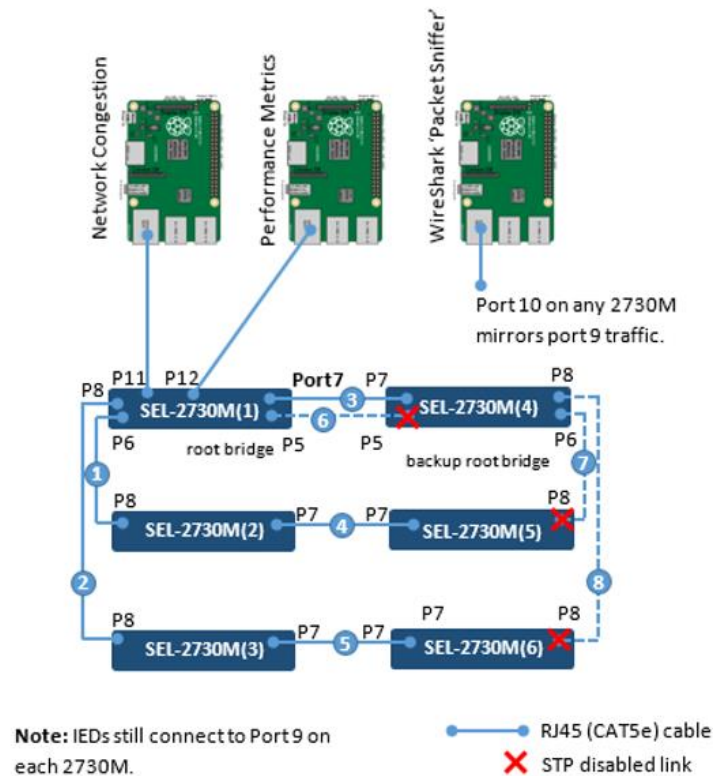 Network Congestion
Performance Metrics
WireShark 'Packet Sniffer'
Port 10 on any 2730M
mirrors port 9 traffic.
P8
P11
P12
Port7
P7
P8
SEL-2730M(1)
3
SEL-2730M(4)
6
P6
root bridge
P5
P5
backup root bridge
P6
1
7
P8
P8
SEL-2730M(2)
P7
4
P7
SEL-2730M(5)
2
8
P8
P7
P7
P7
P8
SEL-2730M(3)
5
SEL-2730M(6)
Note: IEDs still connect to Port 9 on
each 2730M.
RJ45 (CAT5e) cable
STP disabled link